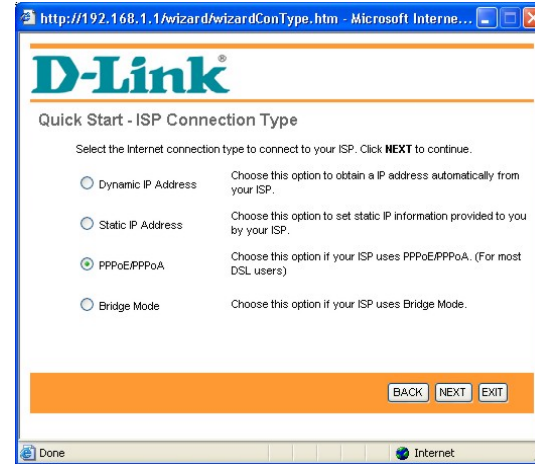 http://192.168.1.1/wizard/wizardConType.htm - Microsoft Interne...
D-Link®
Quick Start - ISP Connection Type
Select the Internet connection type to connect to your ISP. Click NEXT to continue.
Dynamic IP Address
Choose this option to obtain a IP address automatically from
your ISP.
Static IP Address
Choose this option to set static IP information provided to you
by your ISP.
PPPoE/PPPoA
Choose this option if your ISP uses PPPoE/PPPoA. (For most
DSL users)
Bridge Mode
Choose this option if your ISP uses Bridge Mode.
BACK NEXT EXIT
Done
Internet